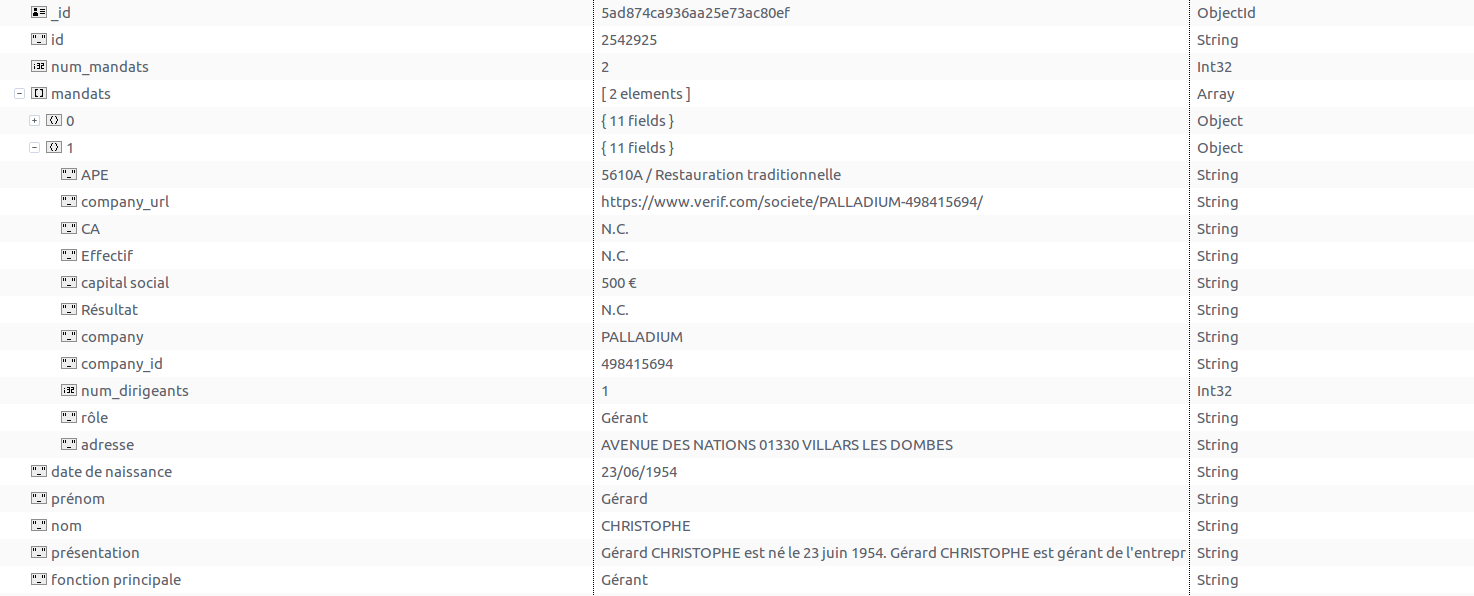 _id 5ad874ca936aa25e73ac80ef ObjectId
id 2542925 String
num_mandats 2 Int32
mandats [ 2 elements ] Array
0 { 11 fields } Object
1 { 11 fields } Object
APE 5610A / Restauration traditionnelle String
company_url https://www.verif.com/societe/PALLADIUM-498415694/ String
CA N.C. String
Effectif N.C. String
capital social 500 € String
Résultat N.C. String
company PALLADIUM String
company_id 498415694 String
num_dirigeants 1 Int32
rôle Gérant String
adresse AVENUE DES NATIONS 01330 VILLARS LES DOMBES String
date de naissance 23/06/1954 String
prénom Gérard String
nom CHRISTOPHE String
présentation Gérard CHRISTOPHE est né le 23 juin 1954. Gérard CHRISTOPHE est gérant de l'entrepr String
fonction principale Gérant String